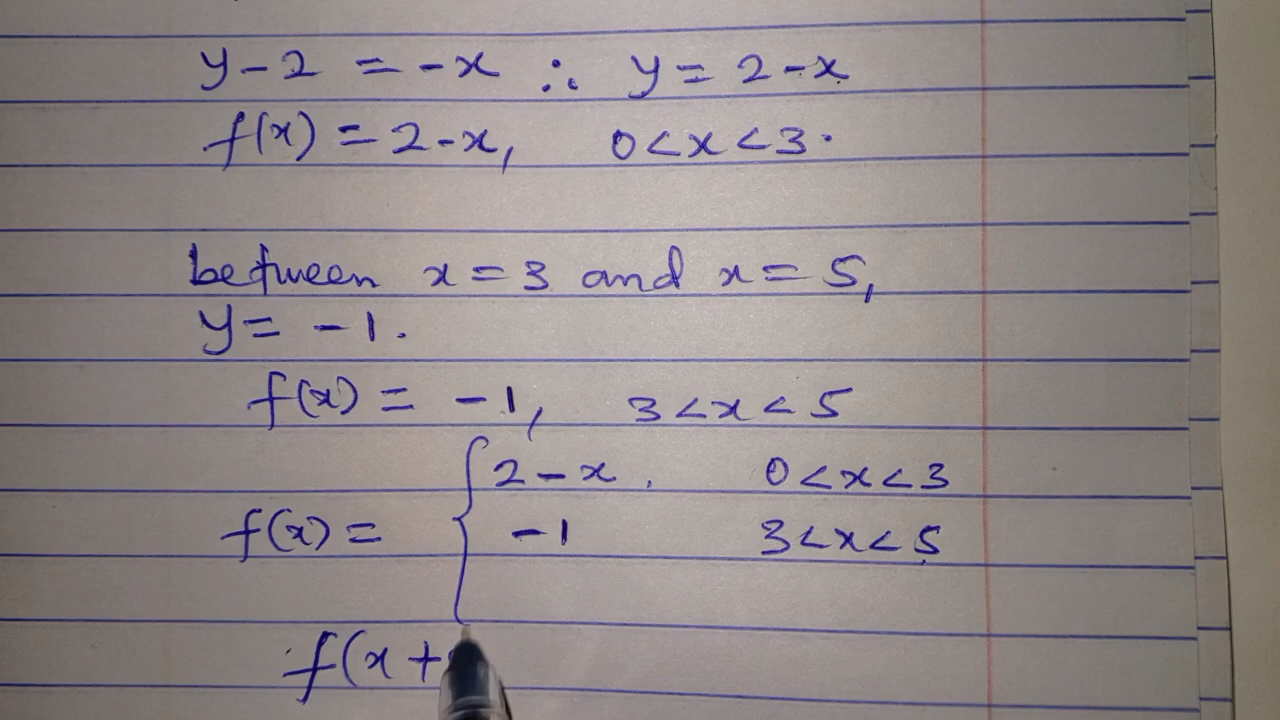 y-2 = -x ∴ y = 2-x
f(x) = 2-x, 0<x<3.
between x=3 and x=5,
y= -1.
f(x) = -1, 3<x<5
2-x. 0<x<3
f(x) = { -1 3<x<5
f(x+